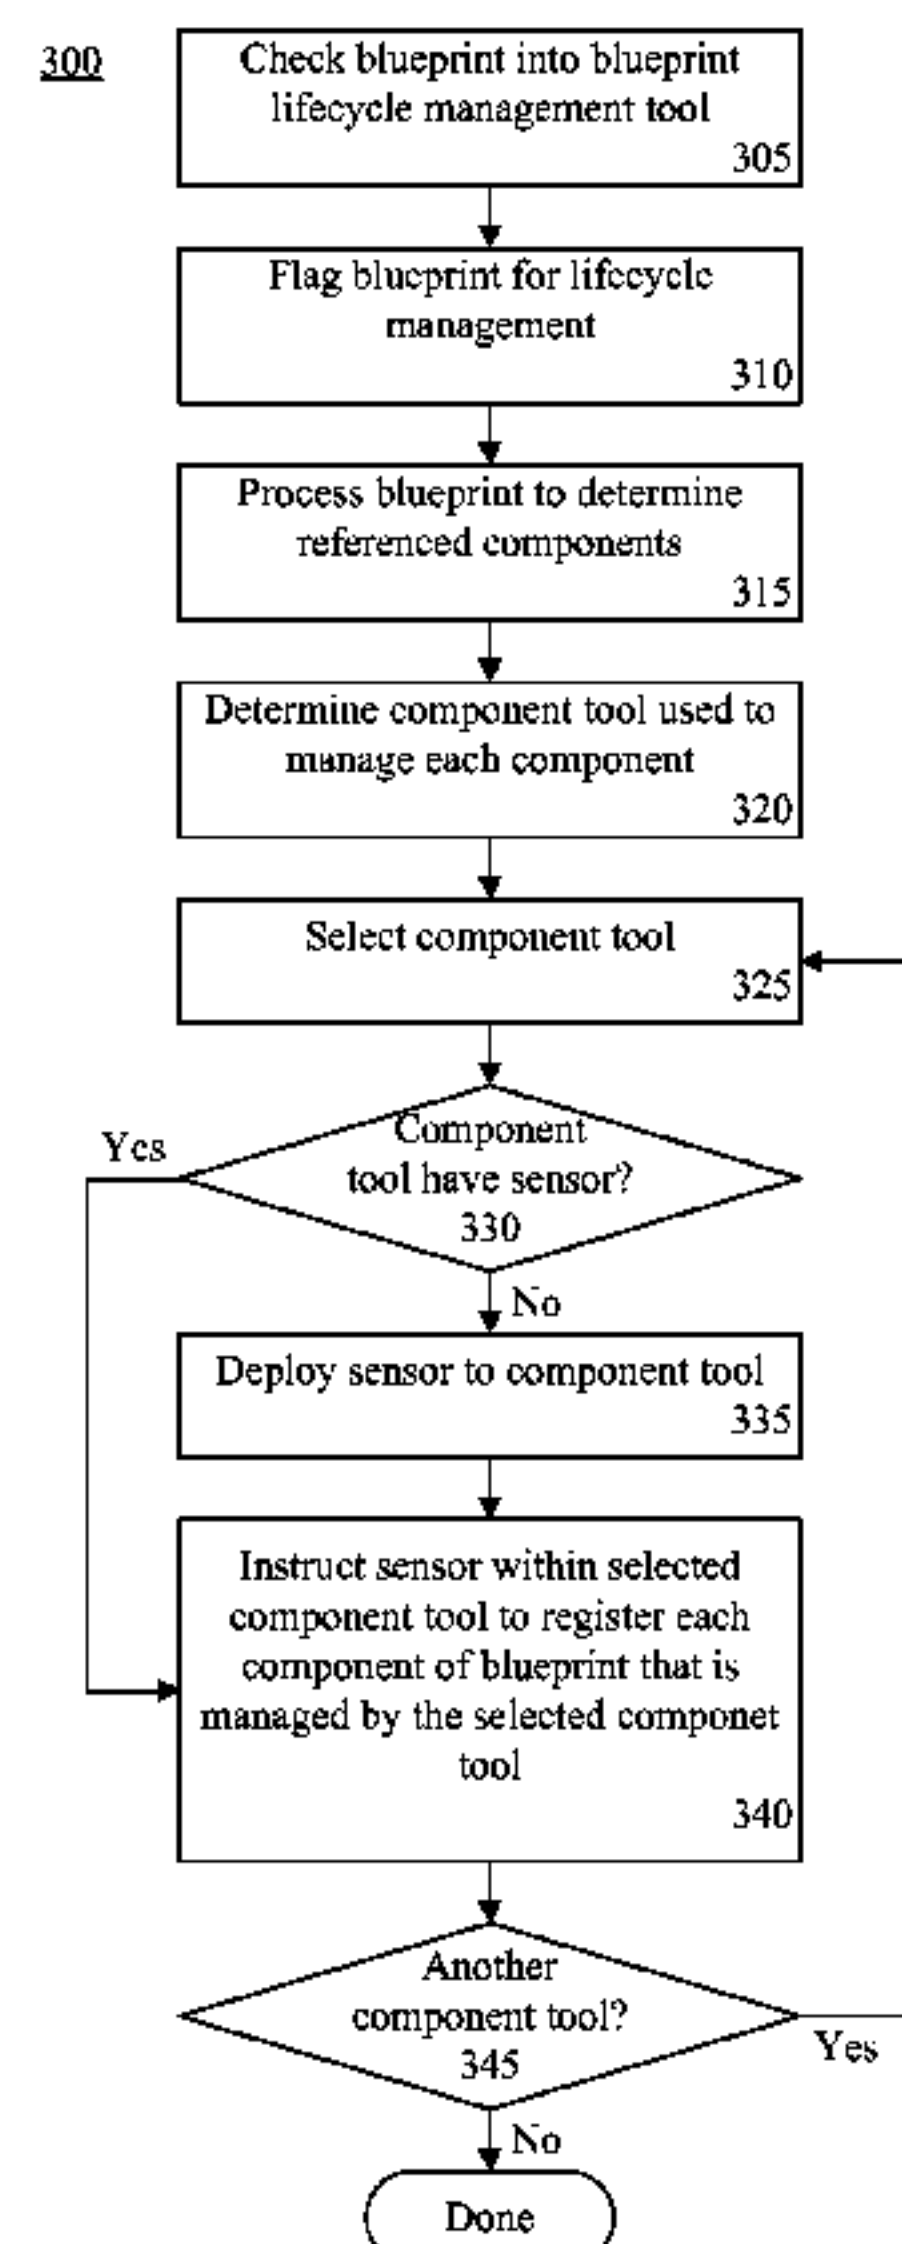 300
Check blueprint into blueprint
lifecycle management tool
305
Flag blueprint for lifecycle
management
310
Process blueprint to determine
referenced components
315
Determine component tool used to
manage each component
320
Select component tool
325
Component
tool have sensor?
330
Yes
No
Deploy sensor to component tool
335
Instruct sensor within selected
component tool to register each
component of blueprint that is
managed by the selected componet
tool
340
Another
component tool?
345
Yes
No
Done